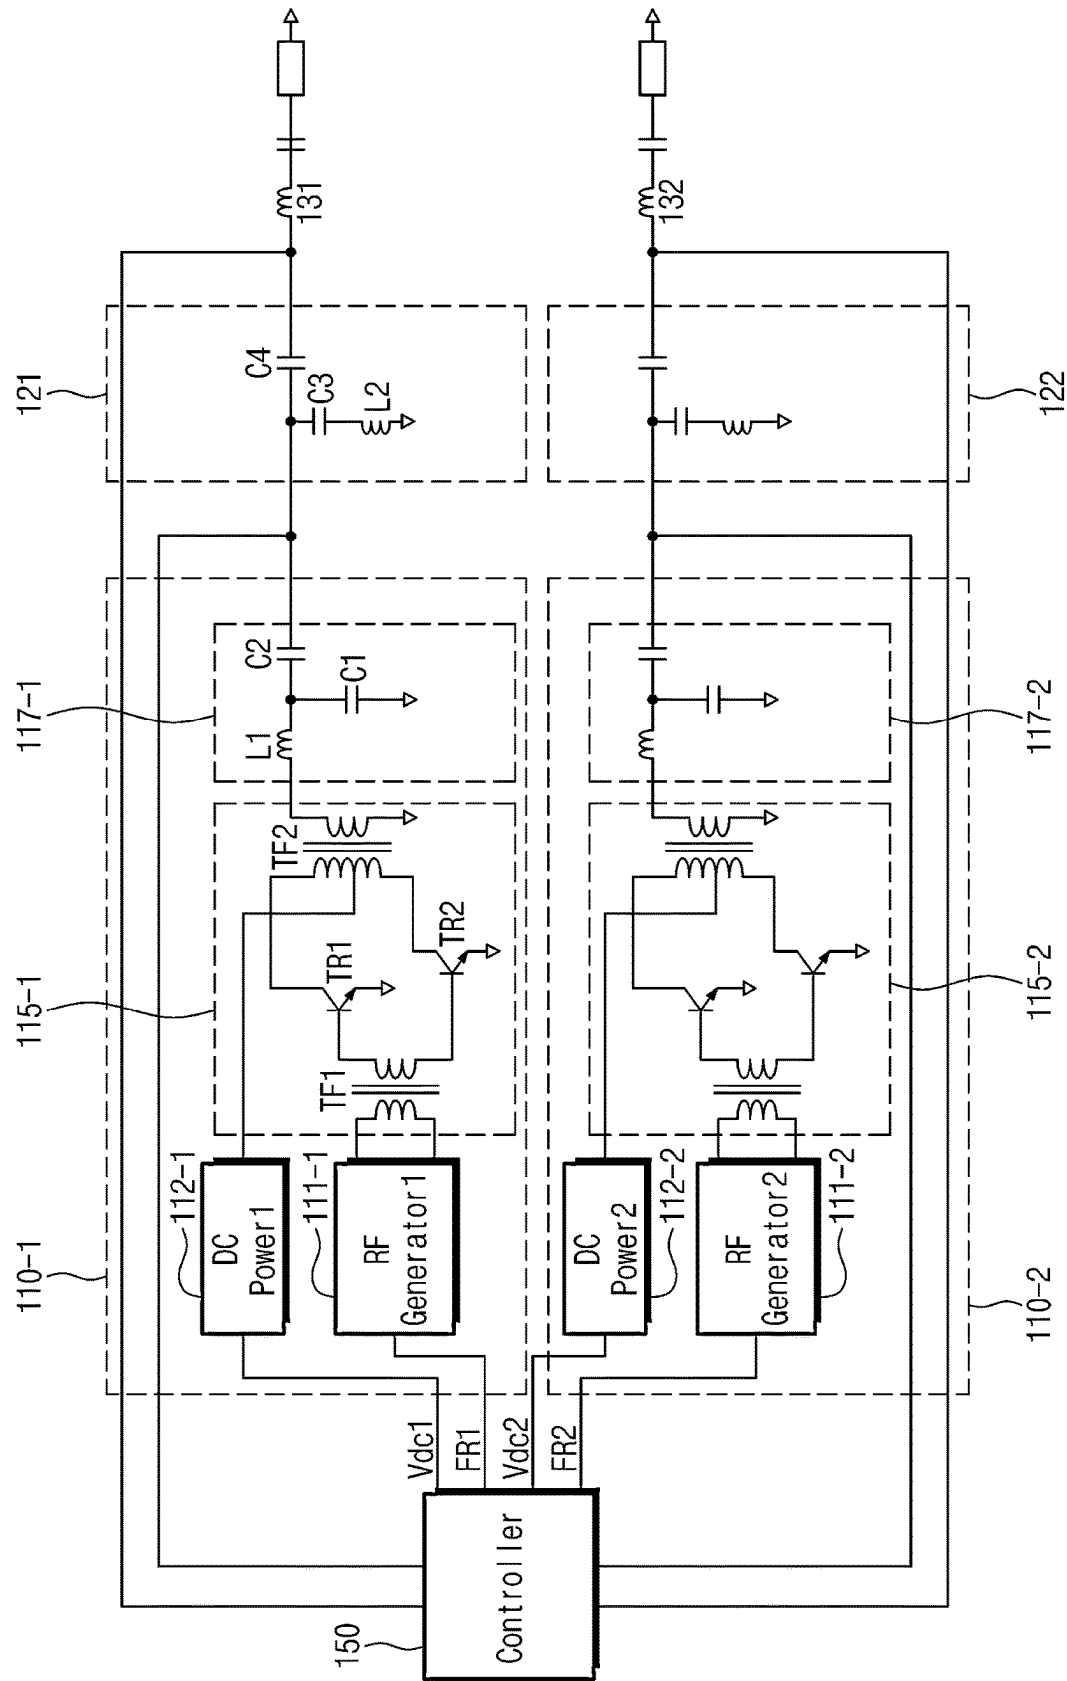 110-1
115-1
117-1
121
112-1
DC
Power1
111-1
RF
Generator1
TF1
TR1
TR2
TF2
L1
C1
C2
C3
L2
C4
131
150
Controller
Vdc1
FR1
Vdc2
FR2
DC
Power2
112-2
RF
Generator2
111-2
132
110-2
115-2
117-2
122